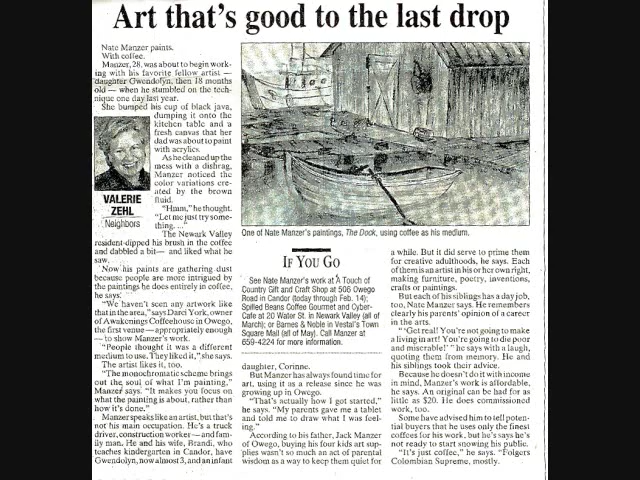 Art that's good to the last drop
Nate Manzer paints.
With coffee.
Manzer, 28, was about to begin work-
ing with his favorite fellow artist —
daughter Gwendolyn, then 18 months
old — when he stumbled on the tech-
nique one day last year.
She bumped his cup of black java,
dumping it onto the
kitchen table and a
fresh canvas that her
dad was about to paint
with acrylics.
As he cleaned up the
mess with a dishrag,
Manzer noticed the
color variations cre-
ated by the brown
fluid.
"Hmm," he thought.
"Let me just try some-
thing. ..."
The Newark Valley
resident dipped his brush in the coffee
and dabbled a bit — and liked what he
saw.
Now his paints are gathering dust
because people are more intrigued by
the paintings he does entirely in coffee,
he says.
"We haven't seen any artwork like
that in the area," says Darci York, owner
of Awakenings Coffeehouse in Owego,
the first venue — appropriately enough
— to show Manzer's work.
"People thought it was a different
medium to use. They liked it," she says.
The artist likes it, too.
"The monochromatic scheme brings
out the soul of what I'm painting,"
Manzer says. "It makes you focus on
what the painting is about, rather than
how it's done."
Manzer speaks like an artist, but that's
not his main occupation. He's a truck
driver, construction worker — and fam-
ily man. He and his wife, Brandi, who
teaches kindergarten in Candor, have
Gwendolyn, now almost 3, and an infant
VALERIE
ZEHL
Neighbors
One of Nate Manzer's paintings, The Dock, using coffee as his medium.
IF YOU GO
See Nate Manzer's work at A Touch of
Country Gift and Craft Shop at 506 Owego
Road in Candor (today through Feb. 14);
Spilled Beans Coffee Gourmet and Cyber-
Cafe at 20 Water St. in Newark Valley (all of
March); or Barnes & Noble in Vestal's Town
Square Mall (all of May). Call Manzer at
659-4224 for more information.
daughter, Corinne.
But Manzer has always found time for
art, using it as a release since he was
growing up in Owego.
"That's actually how I got started,"
he says. "My parents gave me a tablet
and told me to draw what I was feel-
ing."
According to his father, Jack Manzer
of Owego, buying his four kids art sup-
plies wasn't so much an act of parental
wisdom as a way to keep them quiet for
a while. But it did serve to prime them
for creative adulthoods, he says. Each
of them is an artist in his or her own right,
making furniture, poetry, inventions,
crafts or paintings.
But each of his siblings has a day job,
too, Nate Manzer says. He remembers
clearly his parents' opinion of a career
in the arts.
"'Get real! You're not going to make
a living in art! You're going to die poor
and miserable!'" he says with a laugh,
quoting them from memory. He and
his siblings took their advice.
Because he doesn't do it with income
in mind, Manzer's work is affordable,
he says. An original can be had for as
little as $20. He does commissioned
work, too.
Some have advised him to tell poten-
tial buyers that he uses only the finest
coffees for his work, but he says he's not
ready to start snowing his public.
"It's just coffee," he says. "Folgers
Colombian Supreme, mostly.